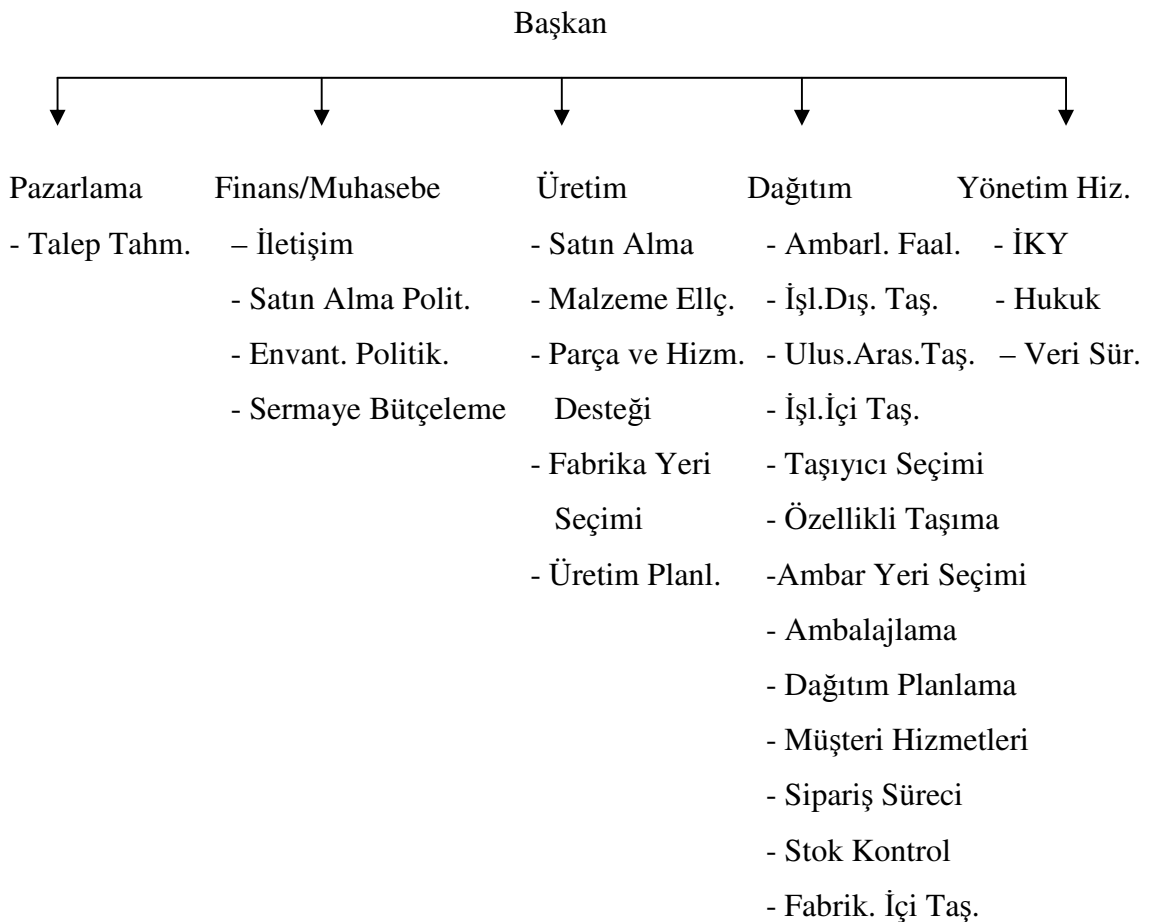 Başkan
Pazarlama Finans/Muhasebe Üretim Dağıtım Yönetim Hiz.
- Talep Tahm. – İletişim - Satın Alma - Ambarl. Faal. - İKY
- Satın Alma Polit. - Malzeme Ellç. - İşl.Dış. Taş. - Hukuk
- Envant. Politik. - Parça ve Hizm. - Ulus.Aras.Taş. – Veri Sür.
- Sermaye Bütçeleme Desteği - İşl.İçi Taş.
- Fabrika Yeri - Taşıyıcı Seçimi
Seçimi - Özellikli Taşıma
- Üretim Planl. -Ambar Yeri Seçimi
- Ambalajlama
- Dağıtım Planlama
- Müşteri Hizmetleri
- Sipariş Süreci
- Stok Kontrol
- Fabrik. İçi Taş.